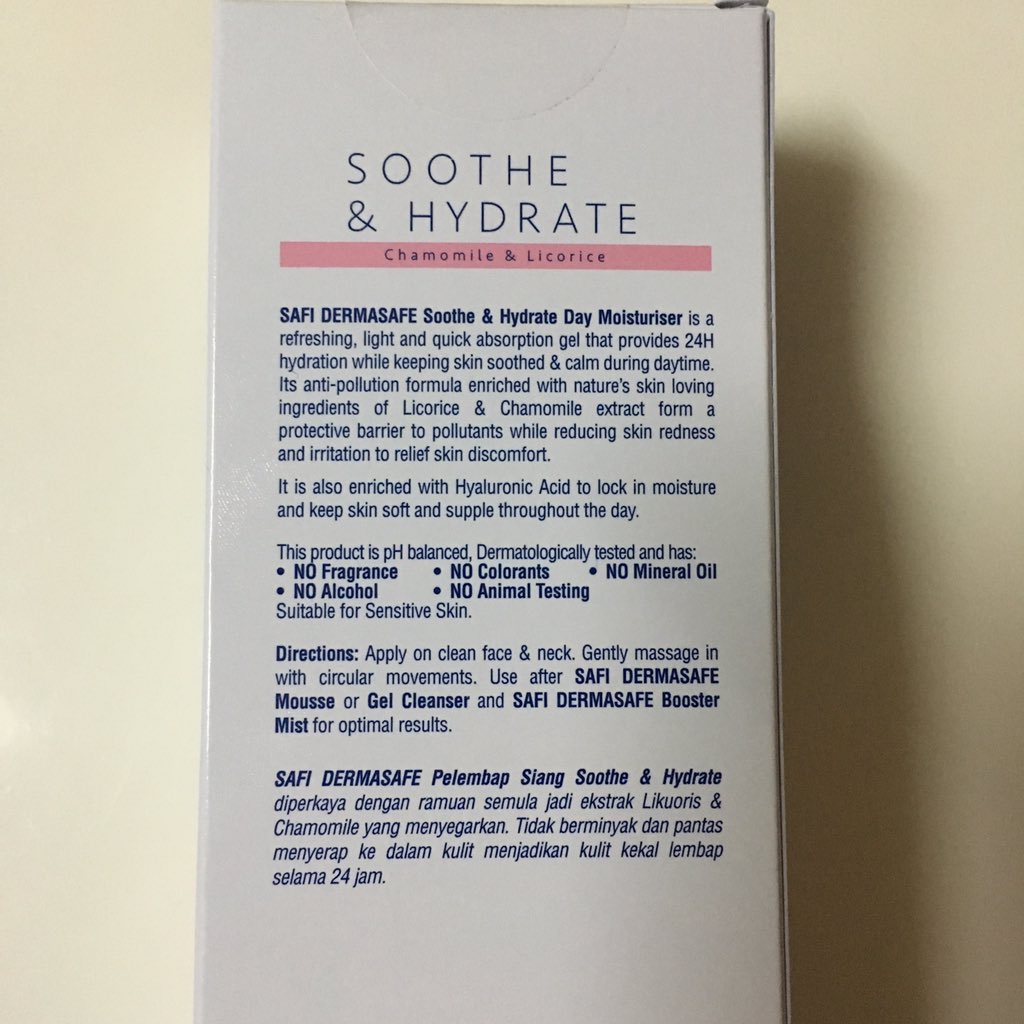 SOOTHE
& HYDRATE
Chamomile & Licorice
SAFI DERMASAFE Soothe & Hydrate Day Moisturiser is a
refreshing, light and quick absorption gel that provides 24H
hydration while keeping skin soothed & calm during daytime.
Its anti-pollution formula enriched with nature's skin loving
ingredients of Licorice & Chamomile extract form a
protective barrier to pollutants while reducing skin redness
and irritation to relief skin discomfort.
It is also enriched with Hyaluronic Acid to lock in moisture
and keep skin soft and supple throughout the day.
This product is pH balanced, Dermatologically tested and has:
• NO Fragrance • NO Colorants • NO Mineral Oil
• NO Alcohol • NO Animal Testing
Suitable for Sensitive Skin.
Directions: Apply on clean face & neck. Gently massage in
with circular movements. Use after SAFI DERMASAFE
Mousse or Gel Cleanser and SAFI DERMASAFE Booster
Mist for optimal results.
SAFI DERMASAFE Pelembap Siang Soothe & Hydrate
diperkaya dengan ramuan semula jadi ekstrak Likuoris &
Chamomile yang menyegarkan. Tidak berminyak dan pantas
menyerap ke dalam kulit menjadikan kulit kekal lembap
selama 24 jam.